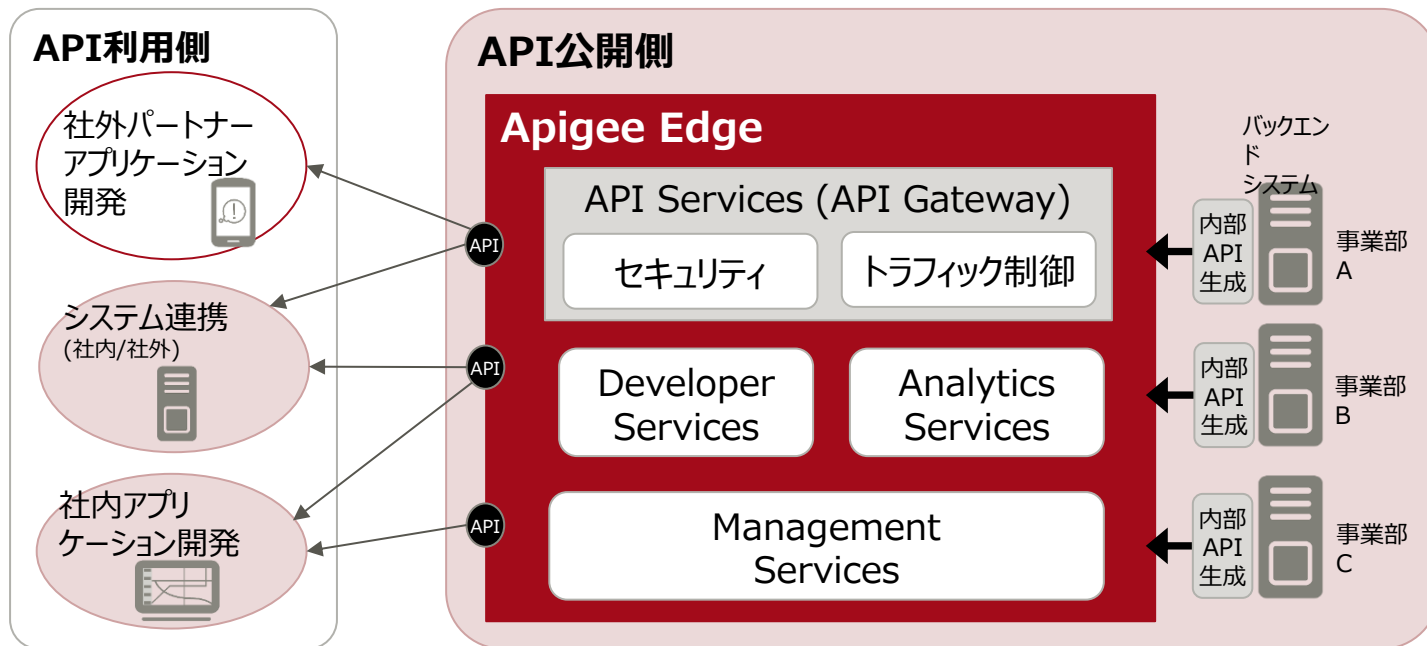 API利用側
社外パートナー
アプリケーション
開発
システム連携
(社内/社外)
社内アプリ
ケーション開発
API公開側
Apigee Edge
API Services (API Gateway)
セキュリティ
トラフィック制御
Developer
Services
Analytics
Services
Management
Services
API
API
API
バックエン
ド
システム
内部
API
生成
事業部
A
内部
API
生成
事業部
B
内部
API
生成
事業部
C